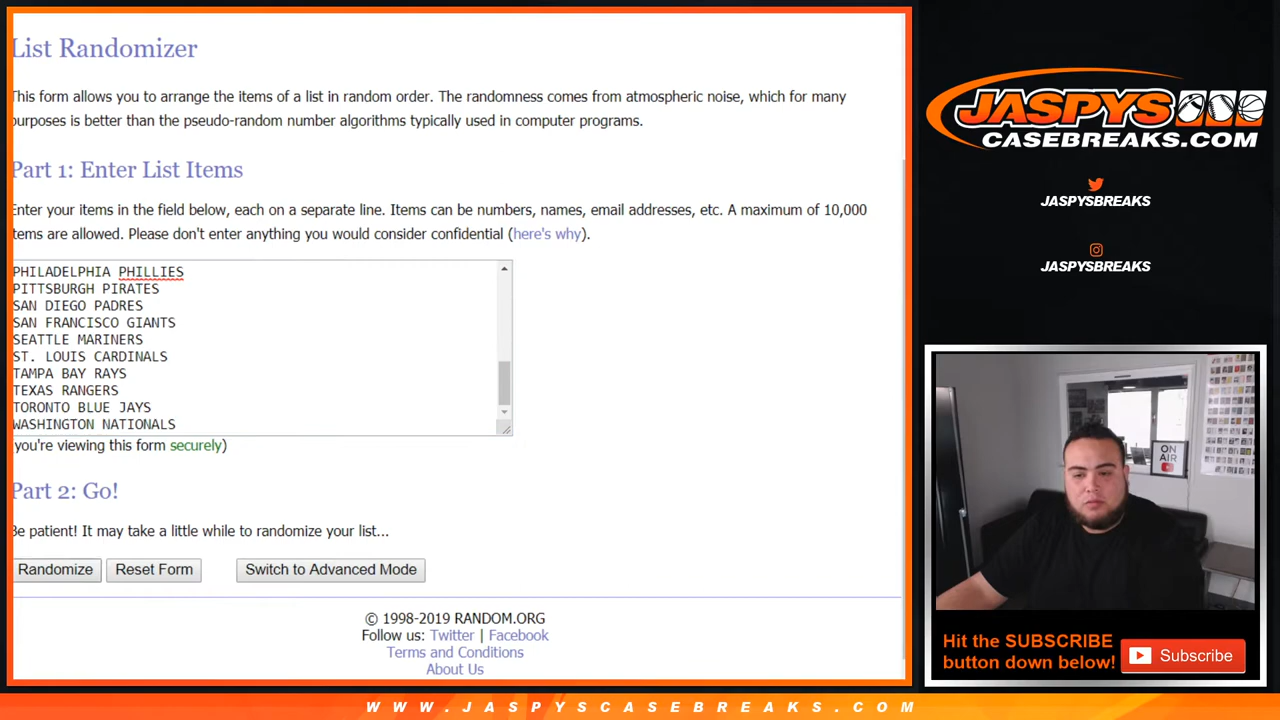 List Randomizer
This form allows you to arrange the items of a list in random order. The randomness comes from atmospheric noise, which for many
purposes is better than the pseudo-random number algorithms typically used in computer programs.
Part 1: Enter List Items
Enter your items in the field below, each on a separate line. Items can be numbers, names, email addresses, etc. A maximum of 10,000
items are allowed. Please don't enter anything you would consider confidential (here's why).
PHILADELPHIA PHILLIES
PITTSBURGH PIRATES
SAN DIEGO PADRES
SAN FRANCISCO GIANTS
SEATTLE MARINERS
ST. LOUIS CARDINALS
TAMPA BAY RAYS
TEXAS RANGERS
TORONTO BLUE JAYS
WASHINGTON NATIONALS
(you're viewing this form securely)
Part 2: Go!
Be patient! It may take a little while to randomize your list...
Randomize Reset Form Switch to Advanced Mode
© 1998-2019 RANDOM.ORG
Follow us: Twitter | Facebook
Terms and Conditions
About Us
JASPYS
CASEBREAKS.COM
JASPYSBREAKS
JASPYSBREAKS
ON
AIR
Hit the SUBSCRIBE
button down below!
Subscribe
WWW.JASPYSCASEBREAKS.COM